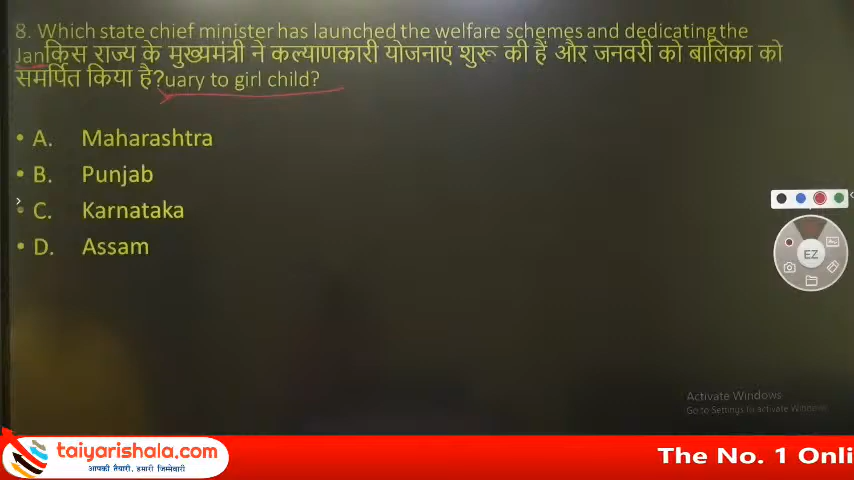 8. Which state chief minister has launched the welfare schemes and dedicating the
Janकिस राज्य के मुख्यमंत्री ने कल्याणकारी योजनाएं शुरू की हैं और जनवरी को बालिका को
समर्पित किया है?uary to girl child?
• A. Maharashtra
• B. Punjab
• C. Karnataka
• D. Assam
EZ
Activate Windows
Go to Settings to activate Windows.
taiyarishala.com
आपकी तैयारी, हमारी जिम्मेदारी
The No. 1 Onli